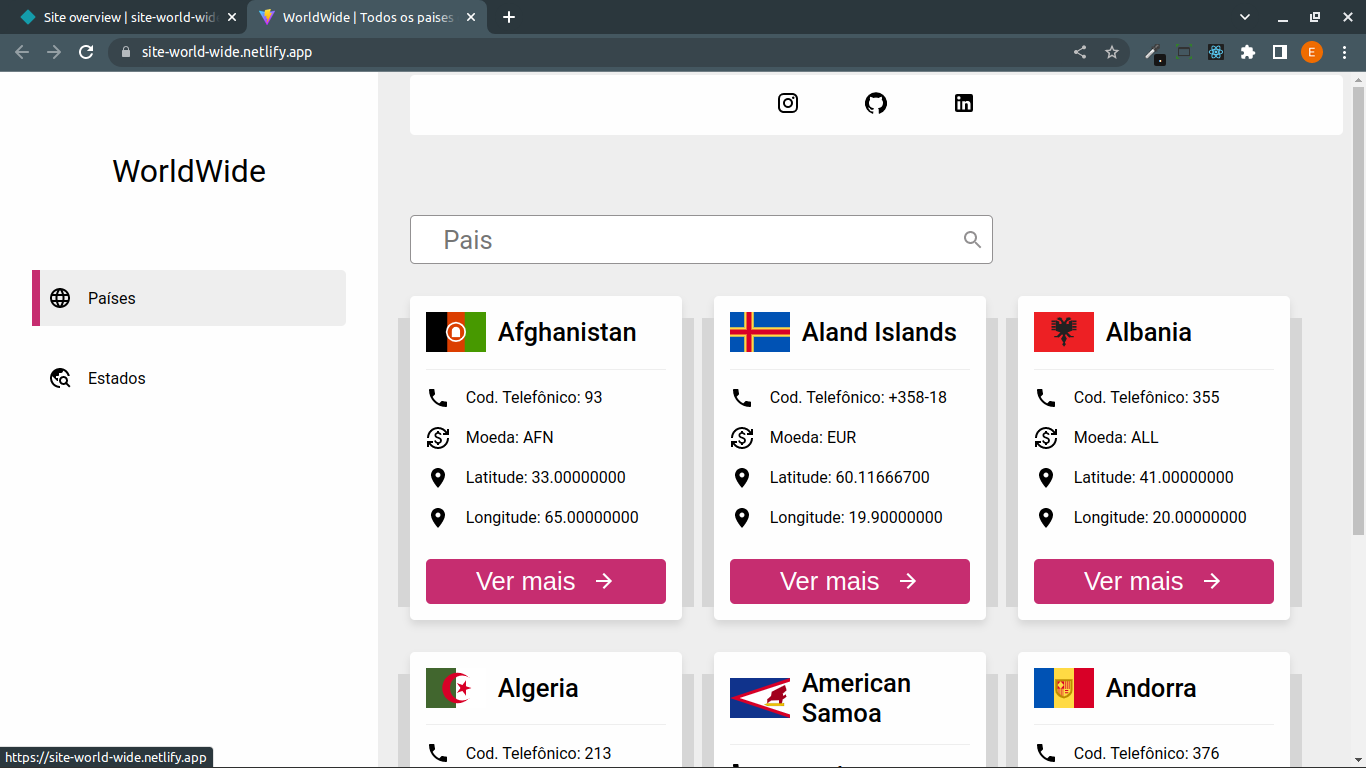 Site overview | site-world-wide
WorldWide | Todos os paises
site-world-wide.netlify.app
E
WorldWide
Países
Estados
Pais
Afghanistan
Cod. Telefônico: 93
Moeda: AFN
Latitude: 33.00000000
Longitude: 65.00000000
Ver mais
Aland Islands
Cod. Telefônico: +358-18
Moeda: EUR
Latitude: 60.11666700
Longitude: 19.90000000
Ver mais
Albania
Cod. Telefônico: 355
Moeda: ALL
Latitude: 41.00000000
Longitude: 20.00000000
Ver mais
Algeria
Cod. Telefônico: 213
American
Samoa
Andorra
Cod. Telefônico: 376
https://site-world-wide.netlify.app